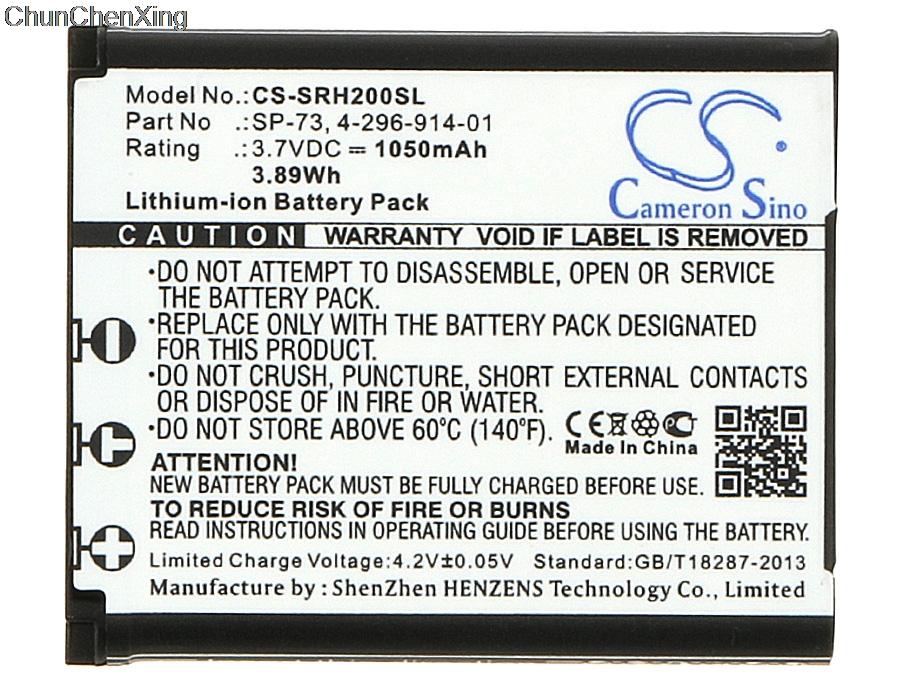 ChunChenXing
Model No.: CS-SRH200SL
Part No .: SP-73, 4-296-914-01
Rating .: 3.7VDC = 1050mAh
3.89Wh
Lithium-ion Battery Pack
CS
Cameron Sino
CAUTION WARRANTY VOID IF LABEL IS REMOVED
•DO NOT ATTEMPT TO DISASSEMBLE, OPEN OR SERVICE
THE BATTERY PACK.
•REPLACE ONLY WITH THE BATTERY PACK DESIGNATED
FOR THIS PRODUCT.
•DO NOT CRUSH, PUNCTURE, SHORT EXTERNAL CONTACTS
OR DISPOSE OF IN FIRE OR WATER.
•DO NOT STORE ABOVE 60°C (140°F).
CE
Made In China
ATTENTION!
NEW BATTERY PACK MUST BE FULLY CHARGED BEFORE USE.
TO REDUCE RISK OF FIRE OR BURNS
READ INSTRUCTIONS IN OPERATING GUIDE BEFORE USING THE BATTERY.
Limited Charge Voltage:4.2V±0.05V Standard:GB/T18287-2013
Manufacture by : ShenZhen HENZENS Technology Co., Limited